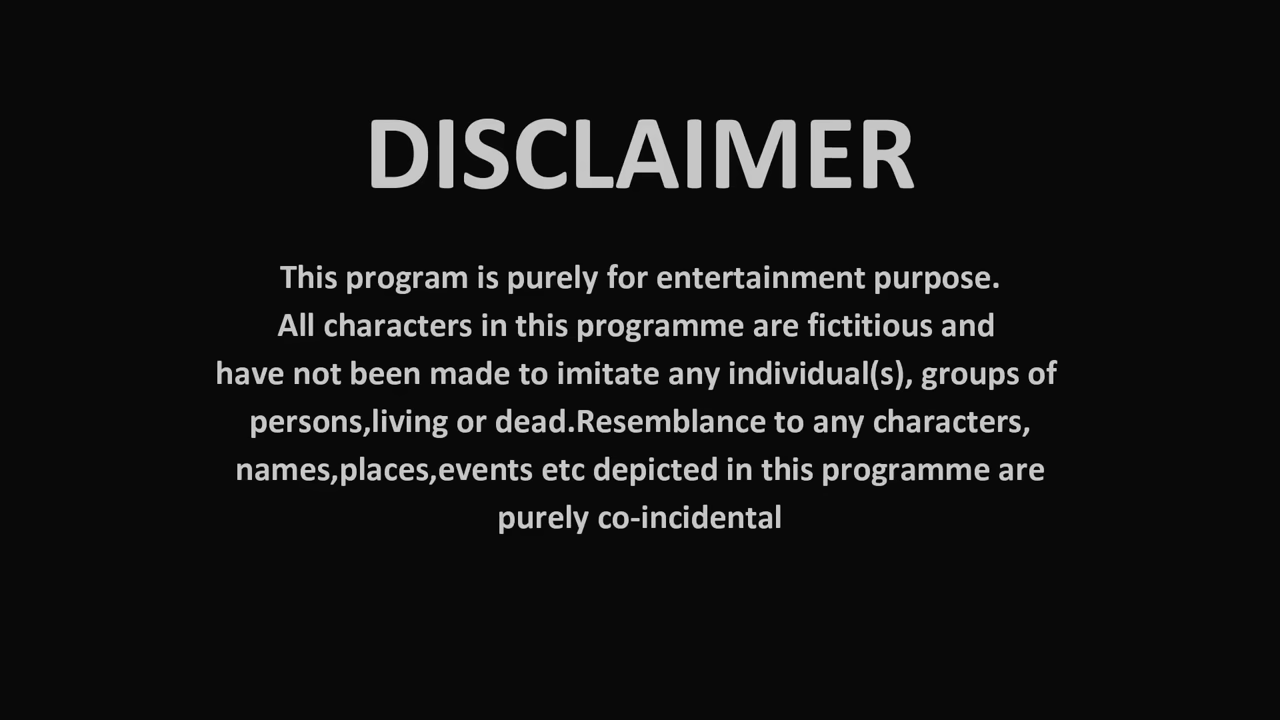 DISCLAIMER
This program is purely for entertainment purpose.
All characters in this programme are fictitious and
have not been made to imitate any individual(s), groups of
persons,living or dead.Resemblance to any characters,
names,places,events etc depicted in this programme are
purely co-incidental